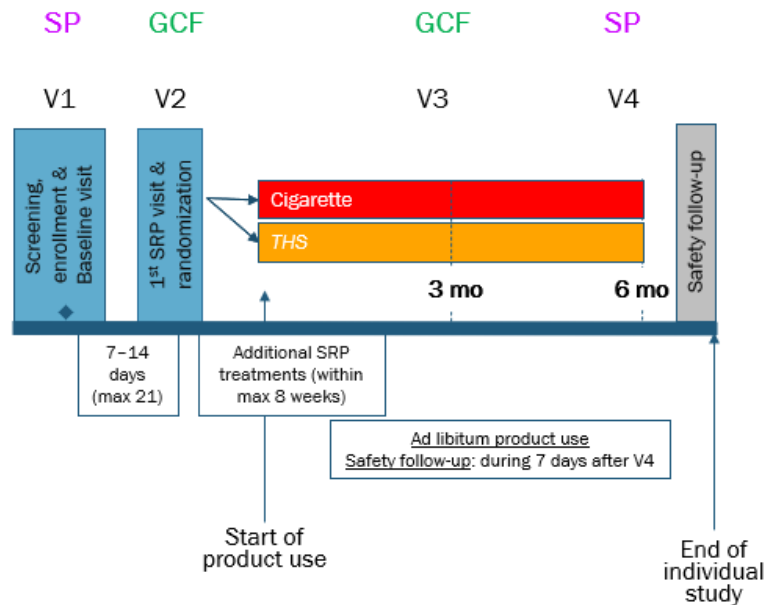 SP GCF GCF SP
V1 V2 V3 V4
Screening,
enrollment &
Baseline visit
1st SRP visit &
randomization
Cigarette
THS
Safety follow-up
3 mo 6 mo
7–14
days
(max 21)
Additional SRP
treatments (within
max 8 weeks)
Ad libitum product use
Safety follow-up: during 7 days after V4
Start of
product use
End of
individual
study